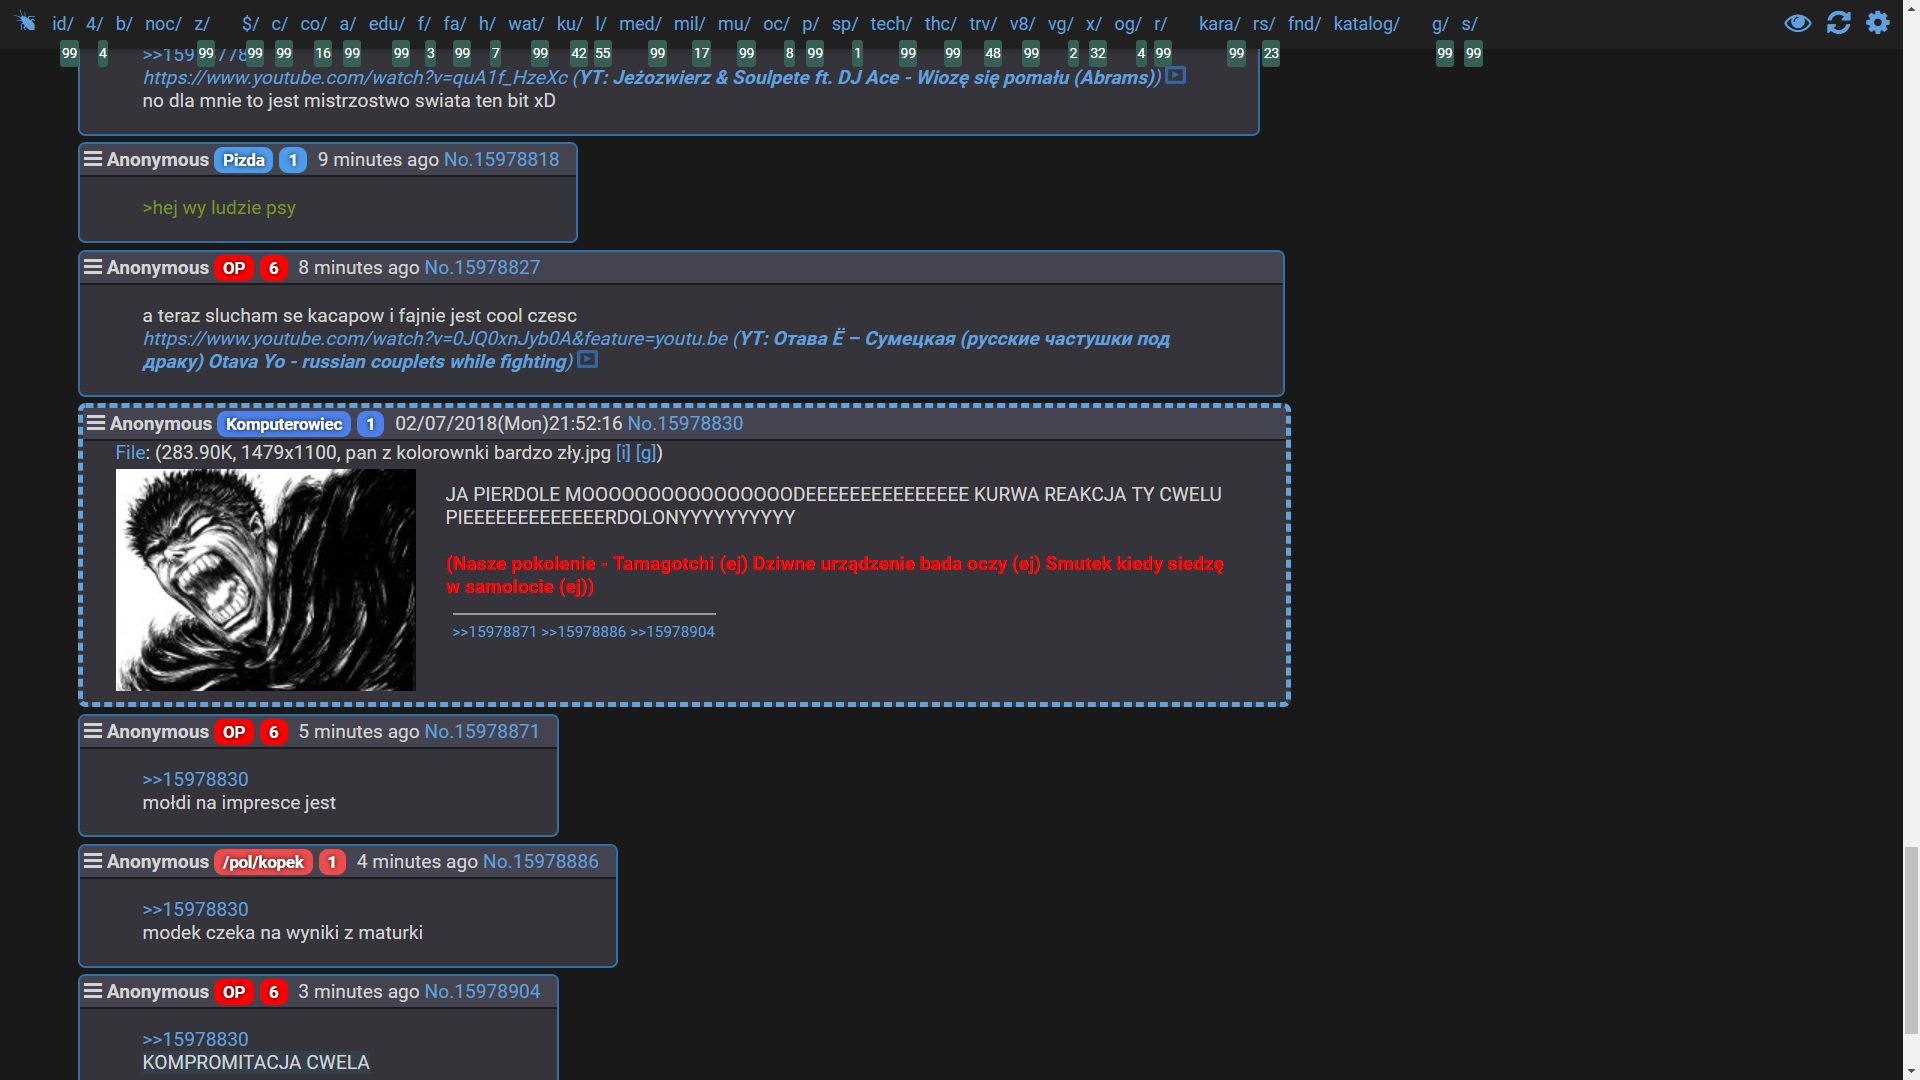 id/ 4/ b/ noc/ z/ $/ c/ co/ a/ edu/ f/ fa/ h/ wat/ ku/ l/ med/ mil/ mu/ oc/ p/ sp/ tech/ thc/ trv/ v8/ vg/ x/ og/ r/ kara/ rs/ fnd/ katalog/ g/ s/
99 4 99 99 99 16 99 99 3 99 7 99 42 55 99 17 99 8 99 1 99 99 48 99 2 32 4 99 99 23 99 99
https://www.youtube.com/watch?v=quA1f_HzeXc (YT: Jeżozwierz & Soulpete ft. DJ Ace - Wiozę się pomału (Abrams))
no dla mnie to jest mistrzostwo swiata ten bit xD
Anonymous Pizda 1 9 minutes ago No.15978818
>hej wy ludzie psy
Anonymous OP 6 8 minutes ago No.15978827
a teraz slucham se kacapow i fajnie jest cool czesc
https://www.youtube.com/watch?v=0JQ0xnJyb0A&feature=youtu.be (YT: Отава Ё – Сумецкая (русские частушки под
драку) Otava Yo - russian couplets while fighting)
Anonymous Komputerowiec 1 02/07/2018(Mon)21:52:16 No.15978830
File: (283.90K, 1479x1100, pan z kolorownki bardzo zły.jpg [i] [g])
JA PIERDOLE MOOOOOOOOOOOOOOOODEEEEEEEEEEEEEEE KURWA REAKCJA TY CWELU
PIEEEEEEEEEEEEERDOLONYYYYYYYYYY
(Nasze pokolenie - Tamagotchi (ej) Dziwne urządzenie bada oczy (ej) Smutek kiedy siedzę
w samolocie (ej))
>>15978871 >>15978886 >>15978904
Anonymous OP 6 5 minutes ago No.15978871
>>15978830
mołdi na impresce jest
Anonymous /pol/kopek 1 4 minutes ago No.15978886
>>15978830
modek czeka na wyniki z maturki
Anonymous OP 6 3 minutes ago No.15978904
>>15978830
KOMPROMITACJA CWELA